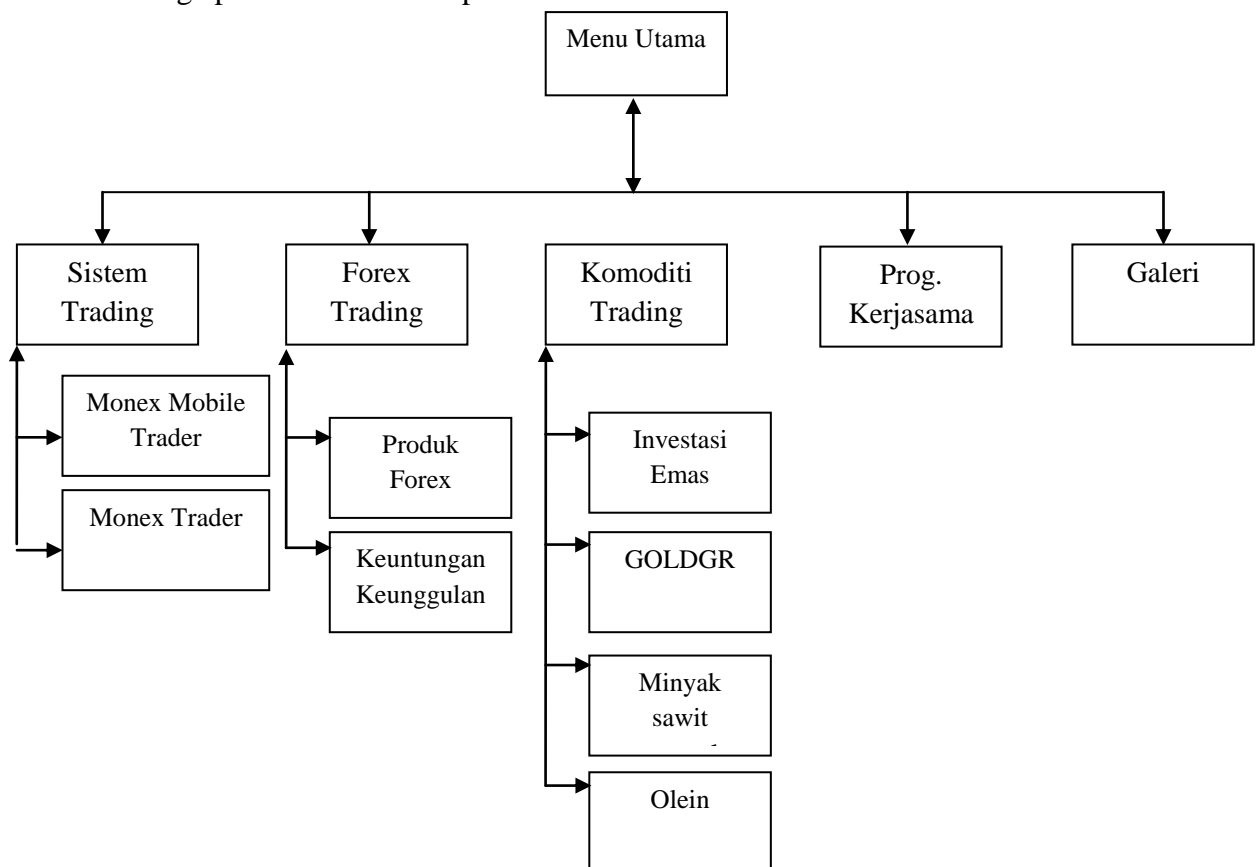 Menu Utama
Sistem
Trading
Forex
Trading
Komoditi
Trading
Prog.
Kerjasama
Galeri
Monex Mobile
Trader
Monex Trader
Produk
Forex
Keuntungan
Keunggulan
Investasi
Emas
GOLDGR
Minyak
sawit
Olein